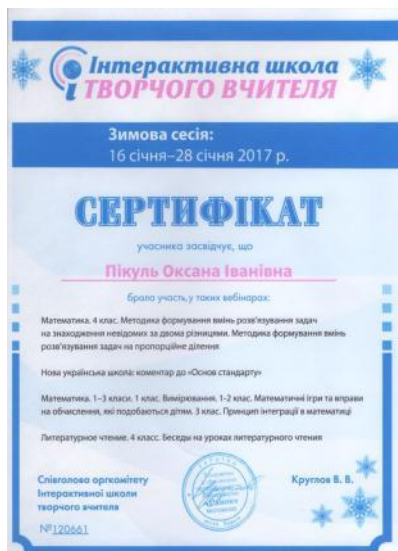 Інтерактивна школа
ТВОРЧОГО ВЧИТЕЛЯ
Зимова сесія:
16 січня–28 січня 2017 р.
СЕРТИФІКАТ
учасника засвідчує, що
Пікуль Оксана Іванівна
брала участь у таких вебінарах:
Математика. 4 клас. Методика формування вмінь розв'язування задач
на знаходження невідомих за двома різницями. Методика формування вмінь
розв'язування задач на пропорційне ділення
Нова українська школа: коментар до «Основ стандарту»
Математика. 1–3 класи. 1 клас. Вимірювання. 1-2 клас. Математичні ігри та вправи
на обчислення, які подобаються дітям. 3 клас. Принцип інтеграції в математиці
Литературное чтение. 4 класс. Беседы на уроках литературного чтения
Співголова оргкомітету
Інтерактивної школи
творчого вчителя
Круглов В. В.
№120661